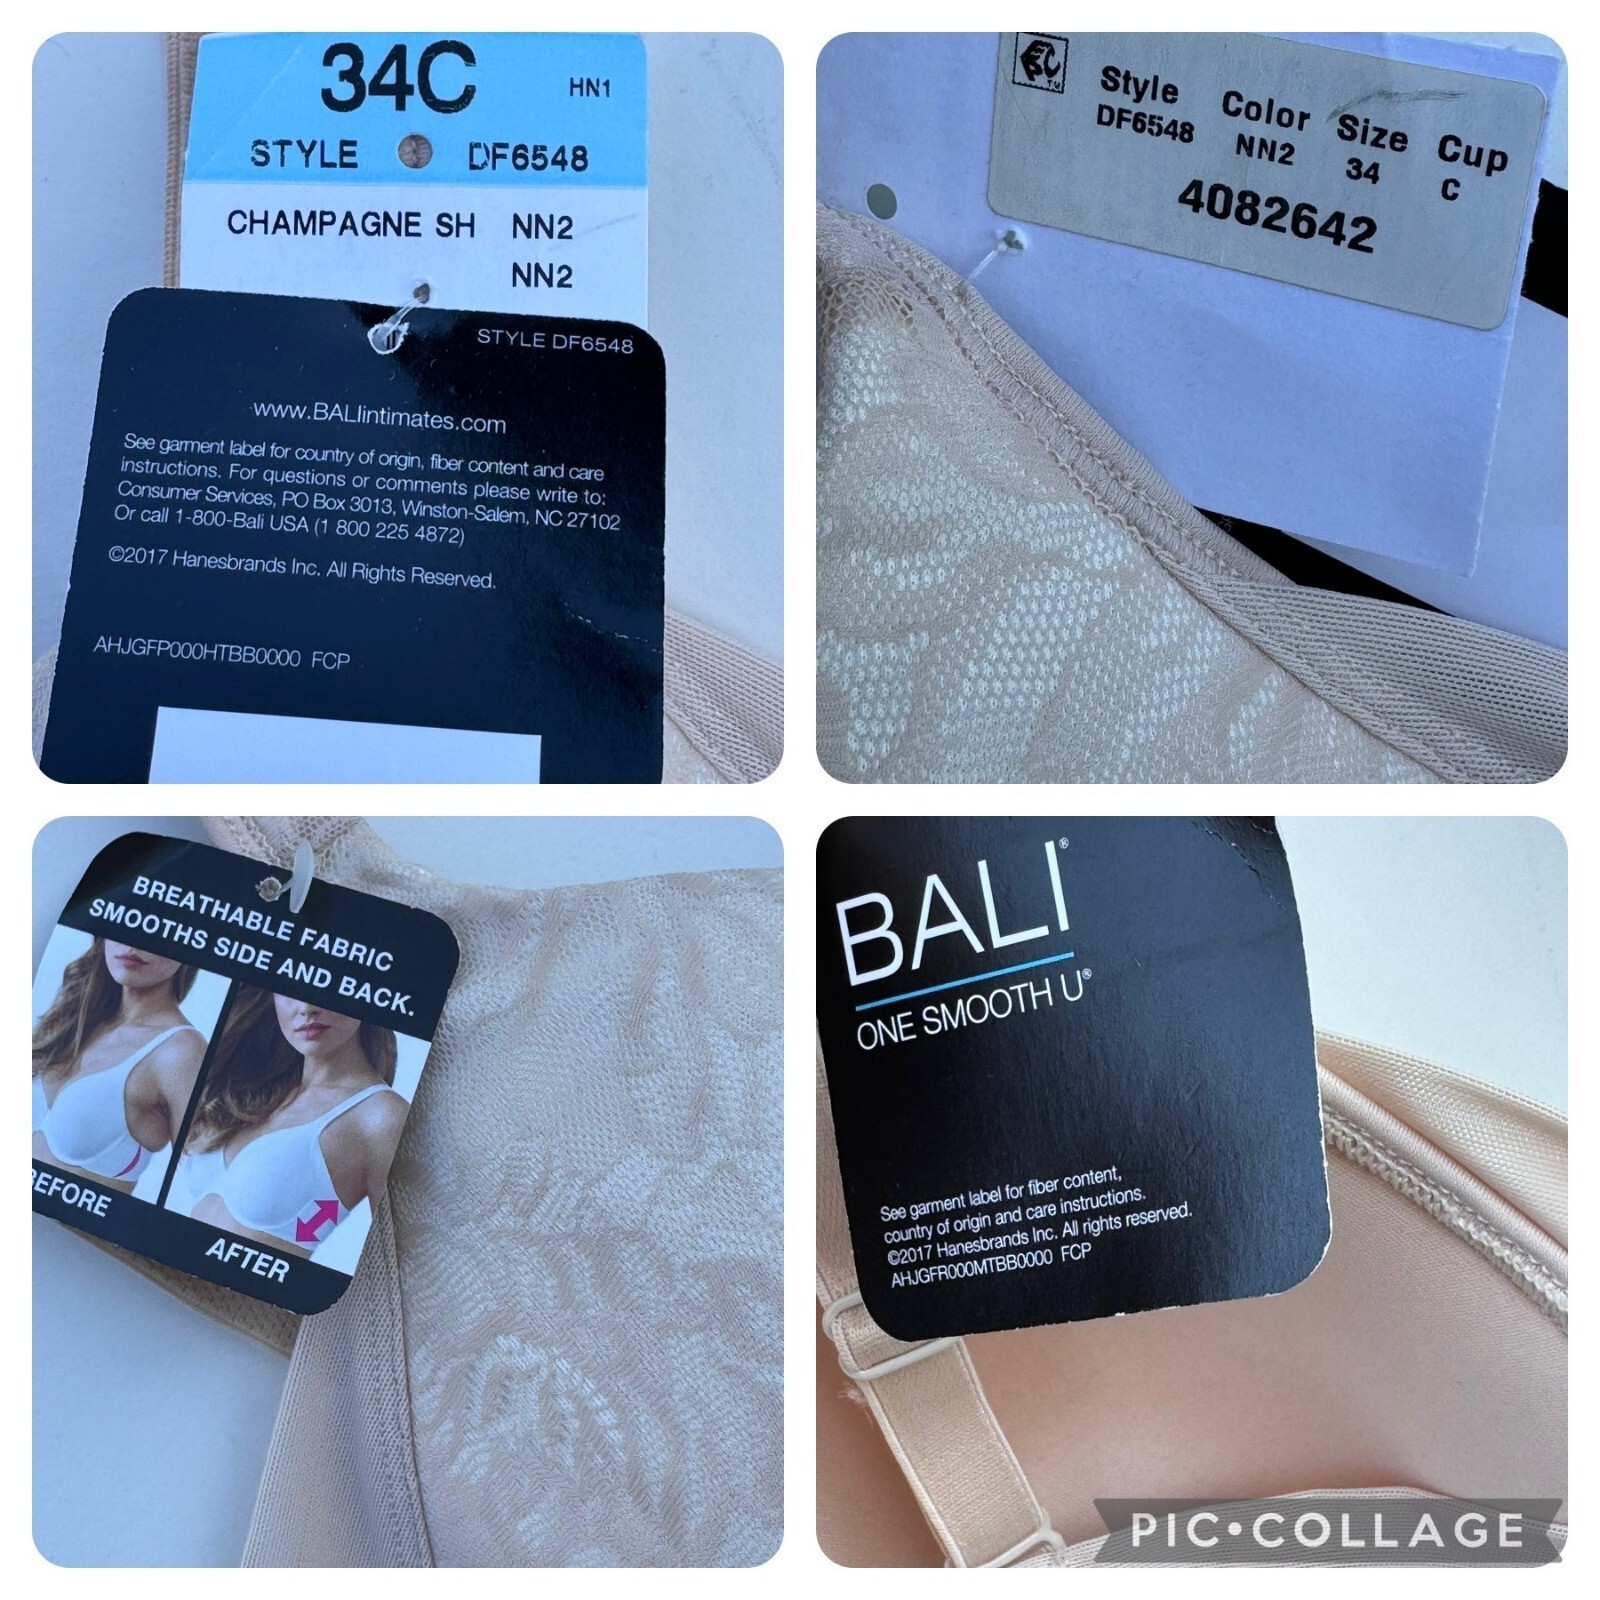 34C
HN1
STYLE DF6548
CHAMPAGNE SH NN2
NN2
STYLE DF6548
www.BALIintimates.com
See garment label for country of origin, fiber content and care
instructions. For questions or comments please write to:
Consumer Services, PO Box 3013, Winston-Salem, NC 27102
Or call 1-800-Bali USA (1 800 225 4872)
©2017 Hanesbrands Inc. All Rights Reserved.
AHJGFP000HTBB0000 FCP
Style Color Size Cup
DF6548 NN2 34 C
4082642
BREATHABLE FABRIC
SMOOTHS SIDE AND BACK.
BEFORE
AFTER
BALI®
ONE SMOOTH U®
See garment label for fiber content,
country of origin and care instructions.
©2017 Hanesbrands Inc. All rights reserved.
AHJGFR000MTBB0000 FCP
PIC•COLLAGE